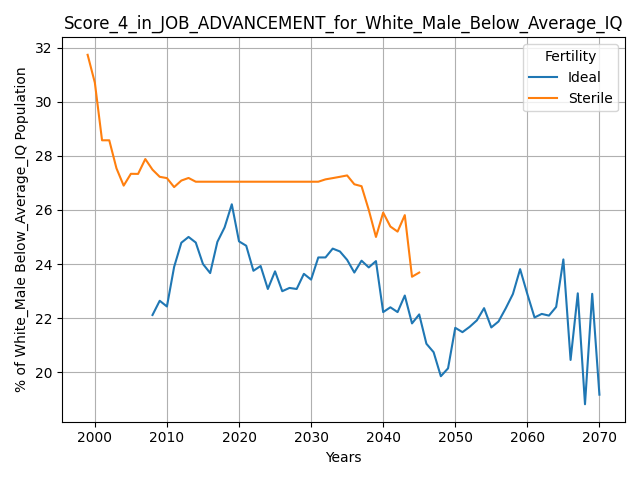 Score_4_in_JOB_ADVANCEMENT_for_White_Male_Below_Average_IQ
Fertility
Ideal
Sterile
% of White_Male Below_Average_IQ Population
32
30
28
26
24
22
20
2000
2010
2020
2030
2040
2050
2060
2070
Years